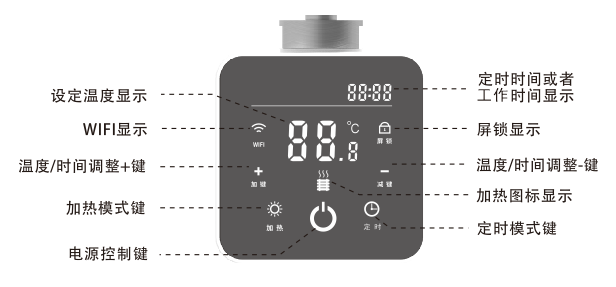 设定温度显示
WIFI显示
温度/时间调整+键
加热模式键
电源控制键
88:88
WIFI
88.8
℃
屏锁
+
加键
-
减键
加热
定时
定时时间或者
工作时间显示
屏锁显示
温度/时间调整-键
加热图标显示
定时模式键